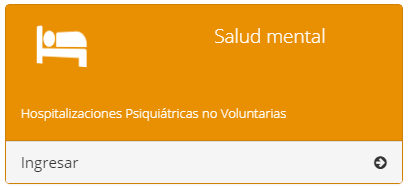 Salud mental
Hospitalizaciones Psiquiátricas no Voluntarias
Ingresar